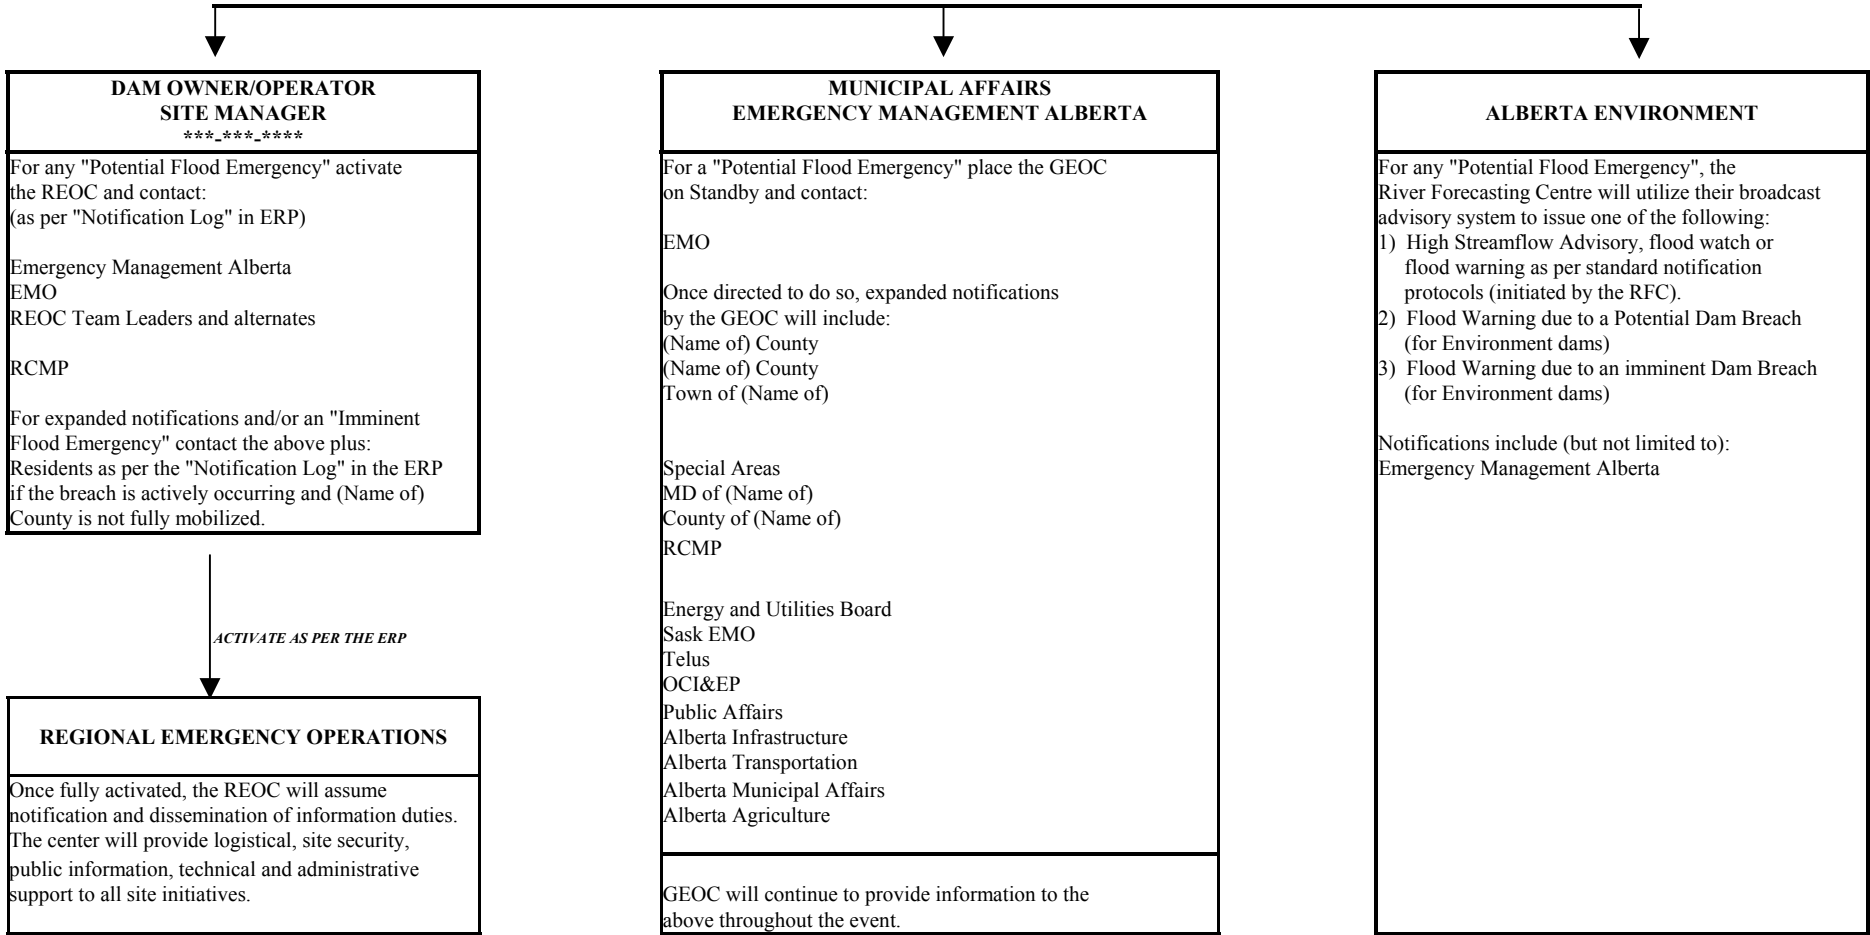 DAM OWNER/OPERATOR
SITE MANAGER
***-***-****
For any "Potential Flood Emergency" activate
the REOC and contact:
(as per "Notification Log" in ERP)
Emergency Management Alberta
EMO
REOC Team Leaders and alternates
RCMP
For expanded notifications and/or an "Imminent
Flood Emergency" contact the above plus:
Residents as per the "Notification Log" in the ERP
if the breach is actively occurring and (Name of)
County is not fully mobilized.
ACTIVATE AS PER THE ERP
REGIONAL EMERGENCY OPERATIONS
Once fully activated, the REOC will assume
notification and dissemination of information duties.
The center will provide logistical, site security,
public information, technical and administrative
support to all site initiatives.
MUNICIPAL AFFAIRS
EMERGENCY MANAGEMENT ALBERTA
For a "Potential Flood Emergency" place the GEOC
on Standby and contact:
EMO
Once directed to do so, expanded notifications
by the GEOC will include:
(Name of) County
(Name of) County
Town of (Name of)
Special Areas
MD of (Name of)
County of (Name of)
RCMP
Energy and Utilities Board
Sask EMO
Telus
OCI&EP
Public Affairs
Alberta Infrastructure
Alberta Transportation
Alberta Municipal Affairs
Alberta Agriculture
GEOC will continue to provide information to the
above throughout the event.
ALBERTA ENVIRONMENT
For any "Potential Flood Emergency", the
River Forecasting Centre will utilize their broadcast
advisory system to issue one of the following:
1) High Streamflow Advisory, flood watch or
flood warning as per standard notification
protocols (initiated by the RFC).
2) Flood Warning due to a Potential Dam Breach
(for Environment dams)
3) Flood Warning due to an imminent Dam Breach
(for Environment dams)
Notifications include (but not limited to):
Emergency Management Alberta